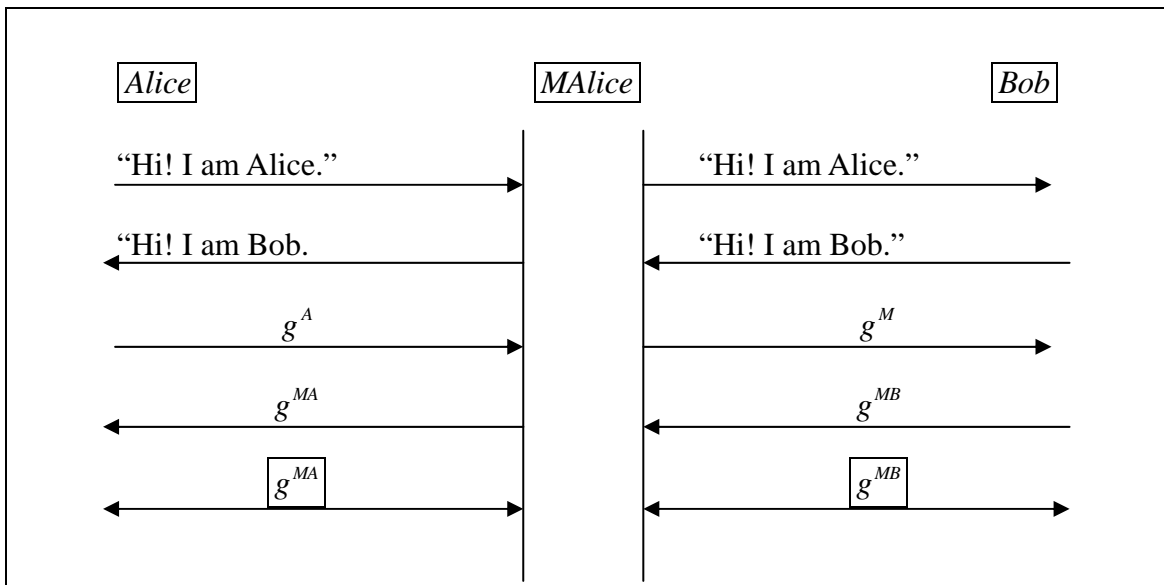 Alice MAlice Bob
“Hi! I am Alice.” “Hi! I am Alice.”
“Hi! I am Bob. “Hi! I am Bob.”
g^A g^M
g^MA g^MB
g^MA g^MB